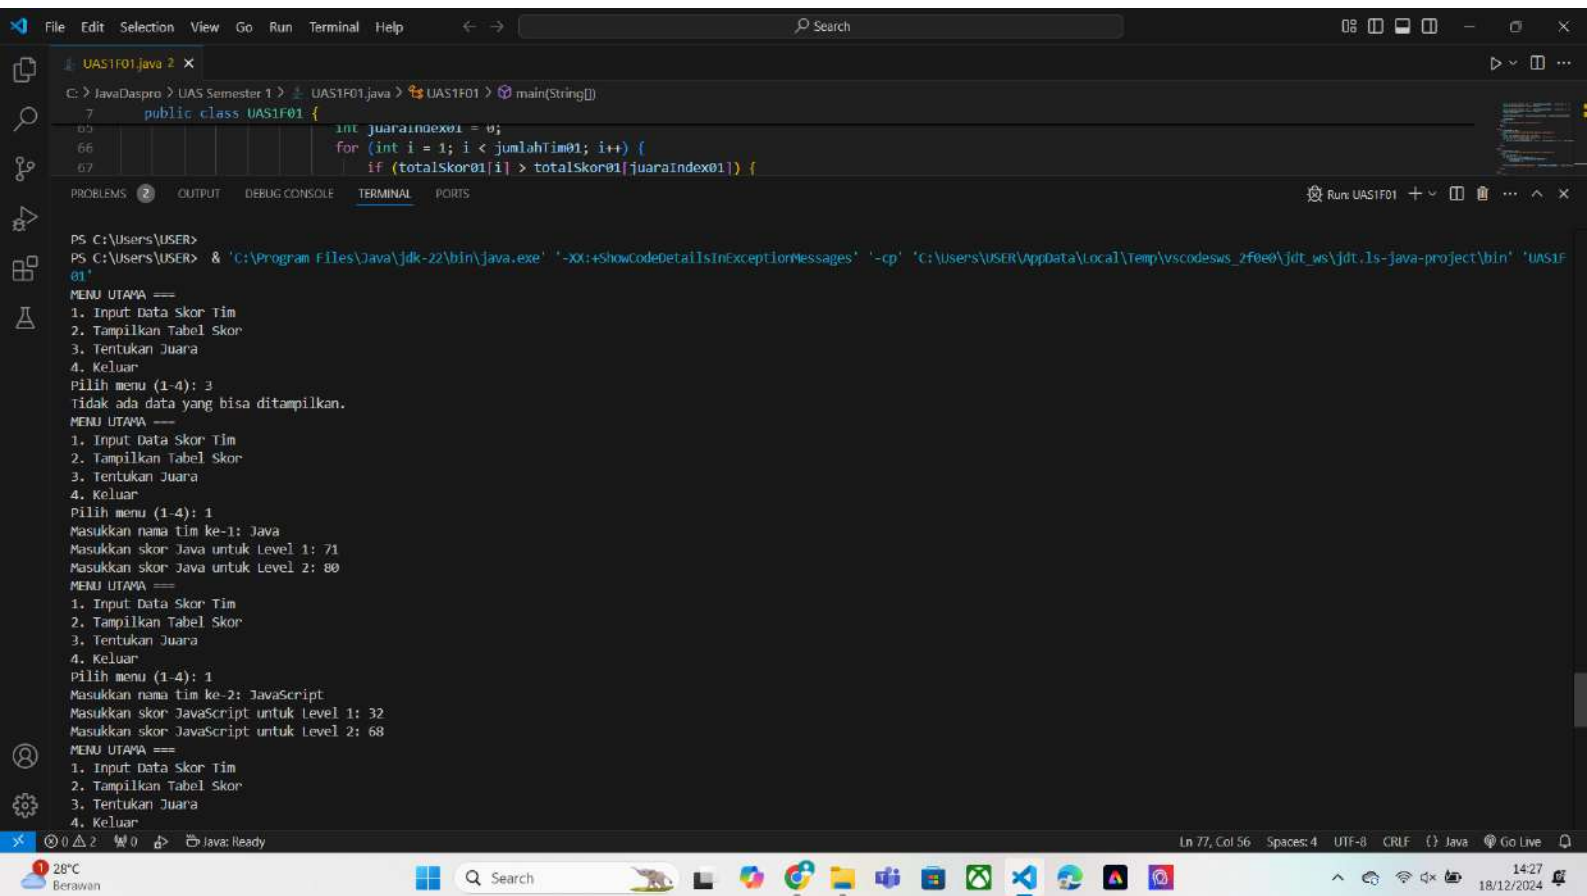 File Edit Selection View Go Run Terminal Help
Search
UAS1F01.java 2
C: > JavaDaspro > UAS Semester 1 > UAS1F01.java > UAS1F01 > main(String[])
7 public class UAS1F01 {
65 int juaraIndex01 = 0;
66 for (int i = 1; i < jumlahTim01; i++) {
67 if (totalSkor01[i] > totalSkor01[juaraIndex01]) {
PROBLEMS 2 OUTPUT DEBUG CONSOLE TERMINAL PORTS
Run: UAS1F01
PS C:\Users\USER>
PS C:\Users\USER> & 'C:\Program Files\Java\jdk-22\bin\java.exe' '-XX:+ShowCodeDetailsInExceptionMessages' '-cp' 'C:\Users\USER\AppData\Local\Temp\vscodesws_2f0e0\jdt_ws\jdt.ls-java-project\bin' 'UAS1F
01'
MENU UTAMA ===
1. Input Data Skor Tim
2. Tampilkan Tabel Skor
3. Tentukan Juara
4. Keluar
Pilih menu (1-4): 3
Tidak ada data yang bisa ditampilkan.
MENU UTAMA ===
1. Input Data Skor Tim
2. Tampilkan Tabel Skor
3. Tentukan Juara
4. Keluar
Pilih menu (1-4): 1
Masukkan nama tim ke-1: Java
Masukkan skor Java untuk Level 1: 71
Masukkan skor Java untuk Level 2: 80
MENU UTAMA ===
1. Input Data Skor Tim
2. Tampilkan Tabel Skor
3. Tentukan Juara
4. Keluar
Pilih menu (1-4): 1
Masukkan nama tim ke-2: JavaScript
Masukkan skor JavaScript untuk Level 1: 32
Masukkan skor JavaScript untuk Level 2: 68
MENU UTAMA ===
1. Input Data Skor Tim
2. Tampilkan Tabel Skor
3. Tentukan Juara
4. Keluar
0 2 0 Java: Ready
Ln 77, Col 56 Spaces: 4 UTF-8 CRLF {} Java Go Live
1
28°C
Berawan
Search
14:27
18/12/2024